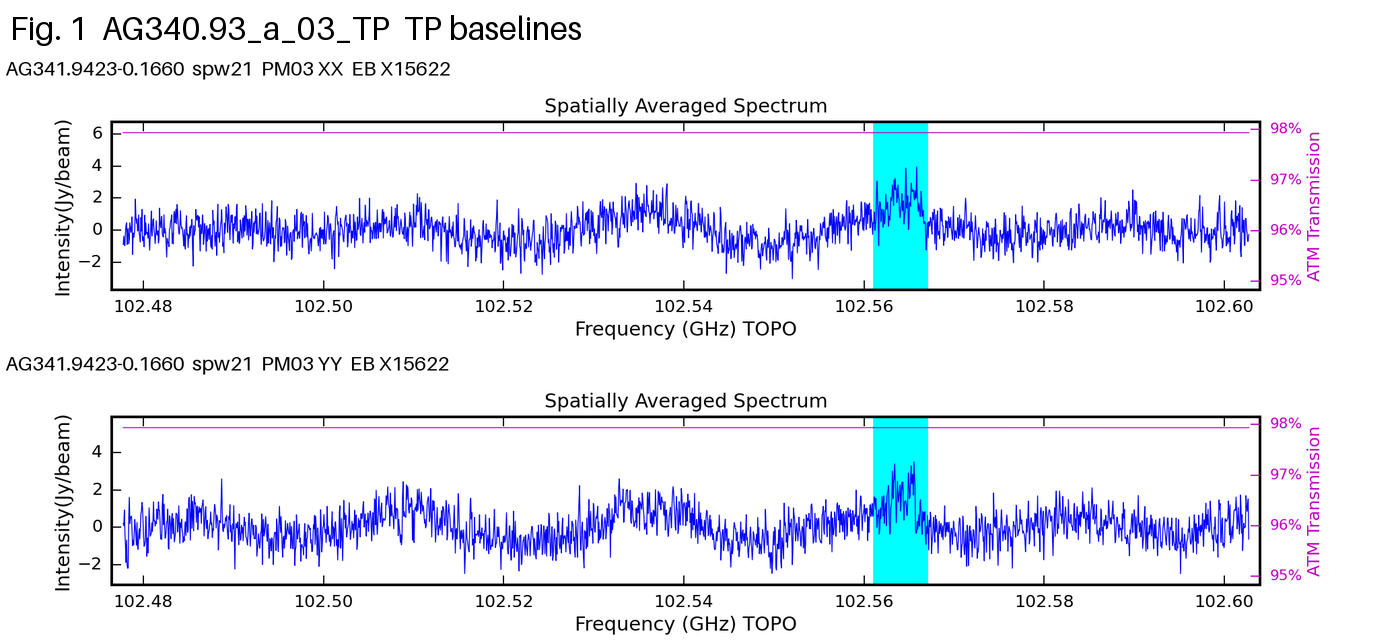 Fig. 1 AG340.93_a_03_TP TP baselines
AG341.9423-0.1660 spw21 PM03 XX EB X15622
Spatially Averaged Spectrum
6
4
2
0
−2
Intensity(Jy/beam)
98%
97%
96%
95%
ATM Transmission
102.48 102.50 102.52 102.54 102.56 102.58 102.60
Frequency (GHz) TOPO
AG341.9423-0.1660 spw21 PM03 YY EB X15622
Spatially Averaged Spectrum
4
2
0
−2
Intensity(Jy/beam)
98%
97%
96%
95%
ATM Transmission
102.48 102.50 102.52 102.54 102.56 102.58 102.60
Frequency (GHz) TOPO